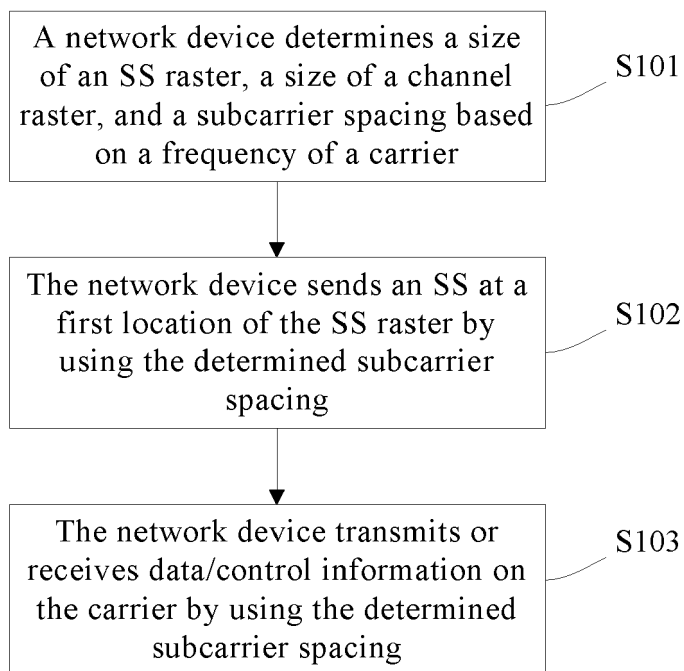 A network device determines a size
of an SS raster, a size of a channel
raster, and a subcarrier spacing based
on a frequency of a carrier
S101
The network device sends an SS at a
first location of the SS raster by
using the determined subcarrier
spacing
S102
The network device transmits or
receives data/control information on
the carrier by using the determined
subcarrier spacing
S103